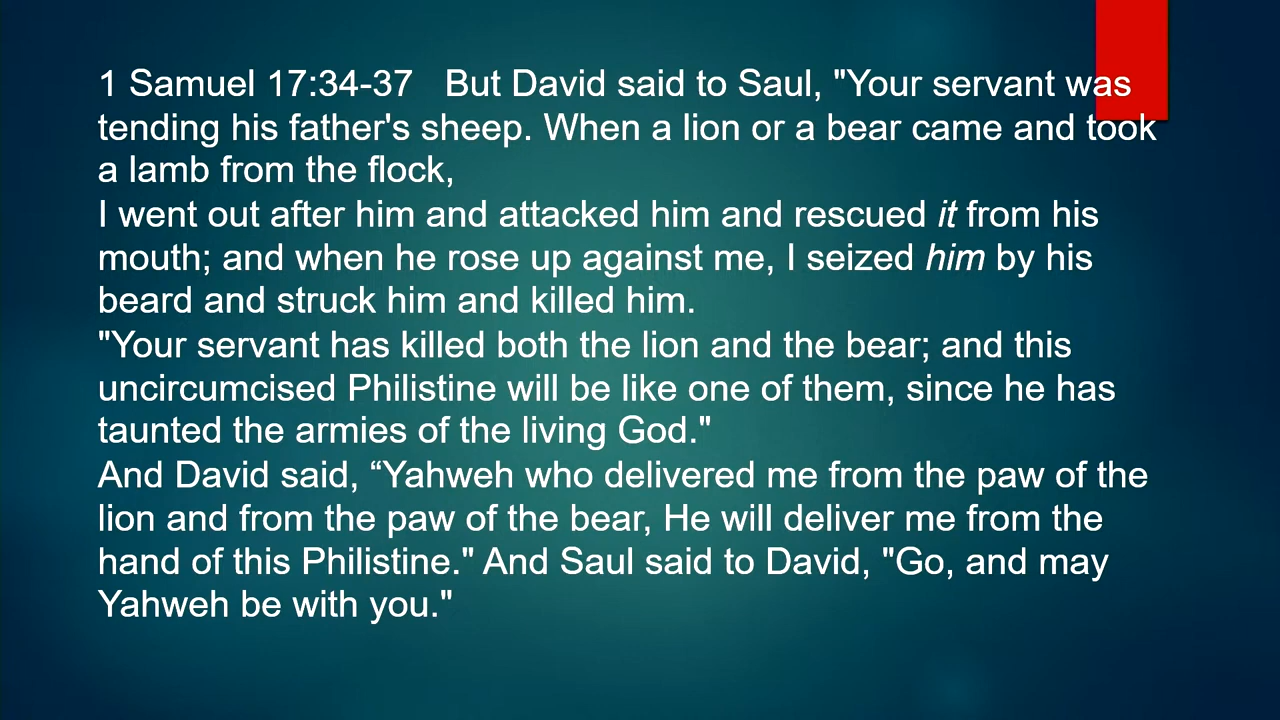 1 Samuel 17:34-37   But David said to Saul, "Your servant was
tending his father's sheep. When a lion or a bear came and took
a lamb from the flock,
I went out after him and attacked him and rescued it from his
mouth; and when he rose up against me, I seized him by his
beard and struck him and killed him.
"Your servant has killed both the lion and the bear; and this
uncircumcised Philistine will be like one of them, since he has
taunted the armies of the living God."
And David said, “Yahweh who delivered me from the paw of the
lion and from the paw of the bear, He will deliver me from the
hand of this Philistine." And Saul said to David, "Go, and may
Yahweh be with you."